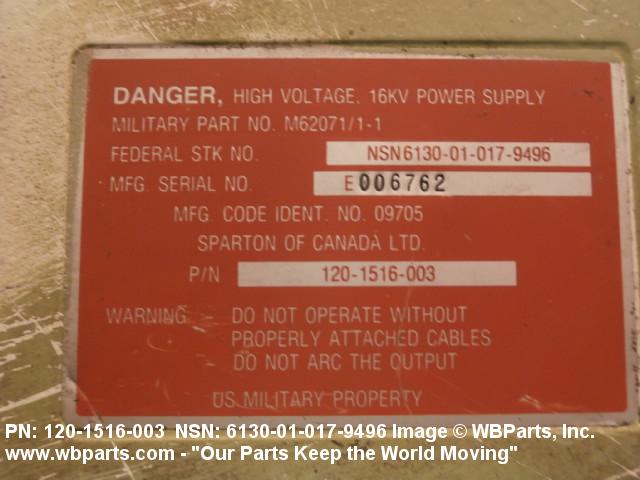 DANGER, HIGH VOLTAGE. 16KV POWER SUPPLY
MILITARY PART NO. M62071/1-1
FEDERAL STK NO. NSN6130-01-017-9496
MFG. SERIAL NO. E006762
MFG. CODE IDENT. NO. 09705
SPARTON OF CANADA LTD.
P/N 120-1516-003
WARNING - DO NOT OPERATE WITHOUT
PROPERLY ATTACHED CABLES
- DO NOT ARC THE OUTPUT
US MILITARY PROPERTY
PN: 120-1516-003 NSN: 6130-01-017-9496 Image © WBParts, Inc.
www.wbparts.com - "Our Parts Keep the World Moving"